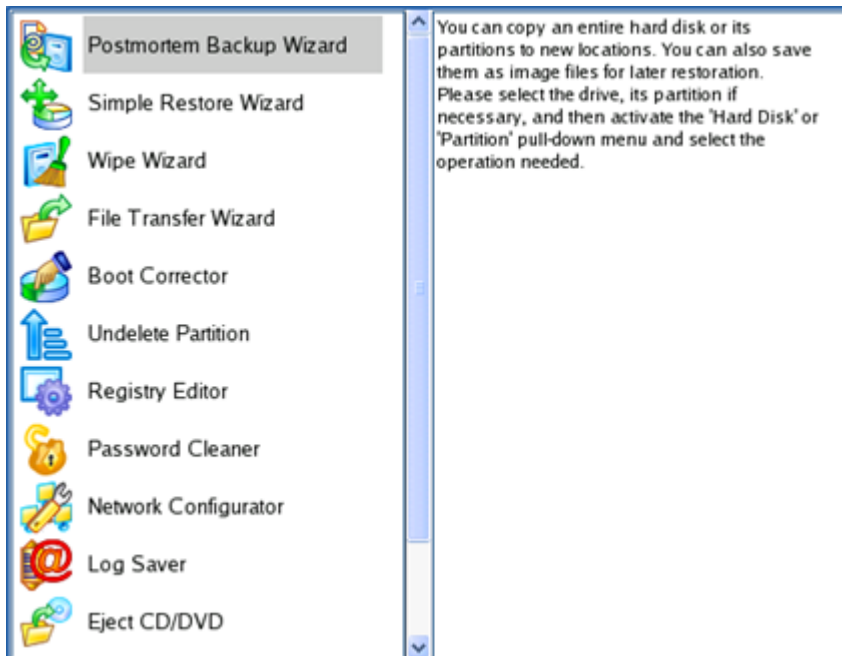 Postmortem Backup Wizard
Simple Restore Wizard
Wipe Wizard
File Transfer Wizard
Boot Corrector
Undelete Partition
Registry Editor
Password Cleaner
Network Configurator
Log Saver
Eject CD/DVD
You can copy an entire hard disk or its
partitions to new locations. You can also save
them as image files for later restoration.
Please select the drive, its partition if
necessary, and then activate the 'Hard Disk' or
'Partition' pull-down menu and select the
operation needed.